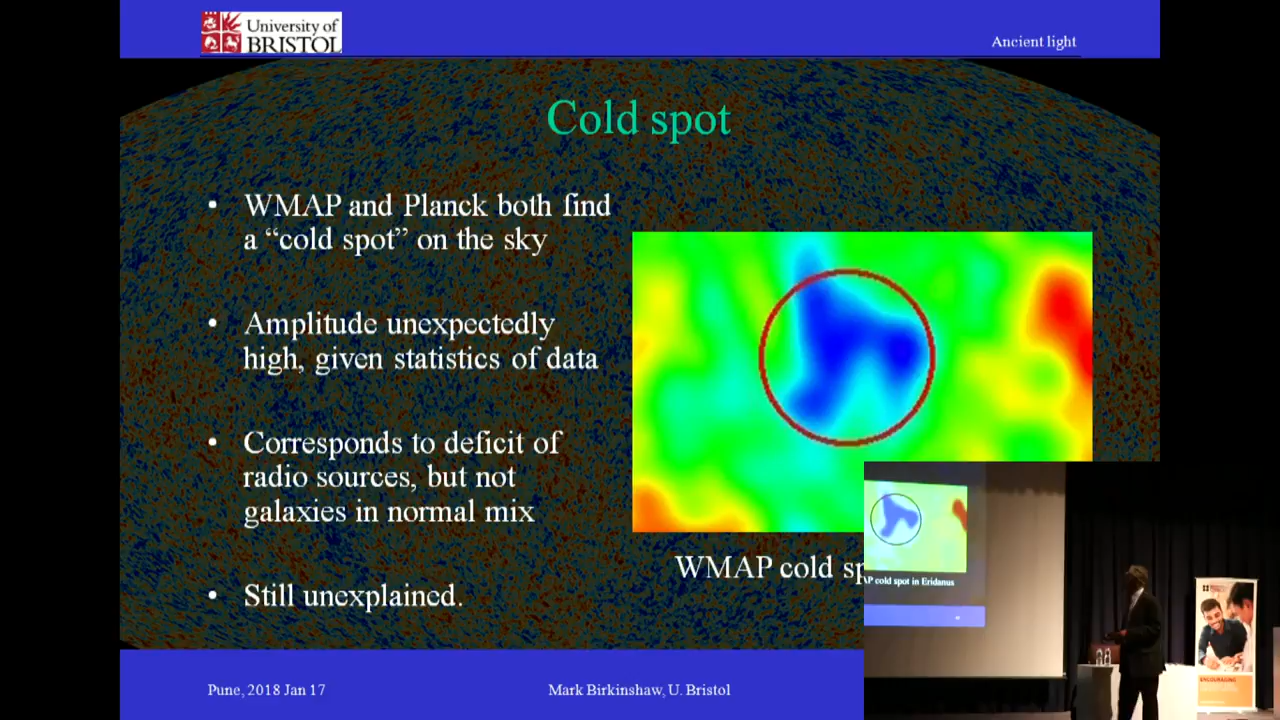 University of
BRISTOL
Ancient light
Cold spot
• WMAP and Planck both find
a “cold spot” on the sky
• Amplitude unexpectedly
high, given statistics of data
• Corresponds to deficit of
radio sources, but not
galaxies in normal mix
• Still unexplained.
WMAP cold sp
AP cold spot in Eridanus
ENCOURAGING
Pune, 2018 Jan 17
Mark Birkinshaw, U. Bristol